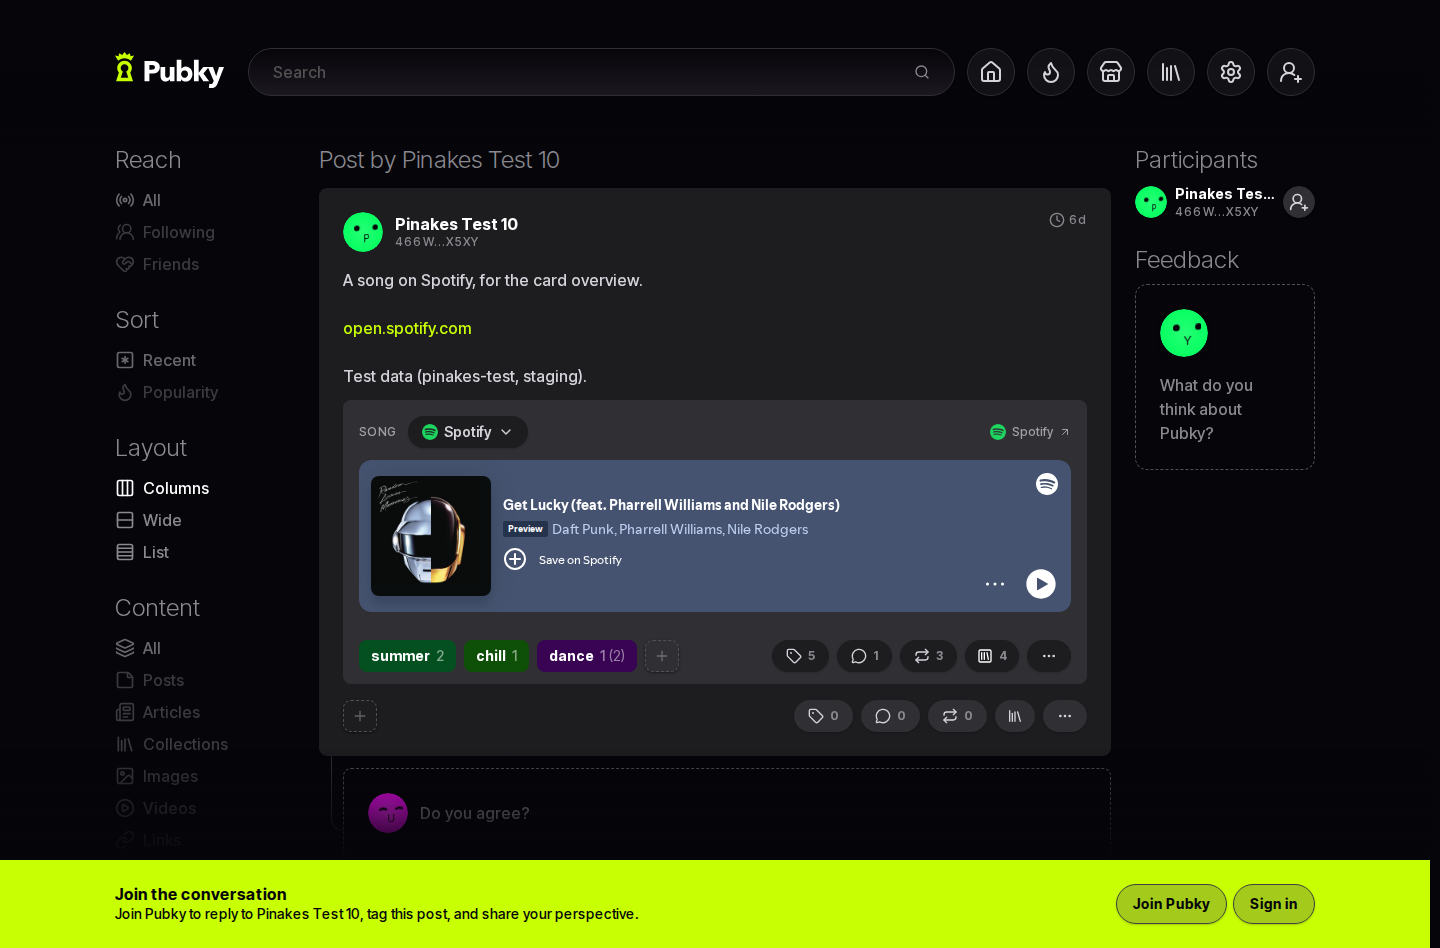 Pubky
Search
Reach
All
Following
Friends
Sort
Recent
Popularity
Layout
Columns
Wide
List
Content
All
Posts
Articles
Collections
Images
Videos
Links
Post by Pinakes Test 10
Pinakes Test 10
466W...X5XY
6d
A song on Spotify, for the card overview.
open.spotify.com
Test data (pinakes-test, staging).
SONG
Spotify
Spotify
Get Lucky (feat. Pharrell Williams and Nile Rodgers)
Preview Daft Punk, Pharrell Williams, Nile Rodgers
Save on Spotify
summer 2 chill 1 dance 1 (2)
5 1 3 4
0 0 0
Do you agree?
Participants
Pinakes Tes...
466W...X5XY
Feedback
What do you
think about
Pubky?
Join the conversation
Join Pubky to reply to Pinakes Test 10, tag this post, and share your perspective.
Join Pubky
Sign in